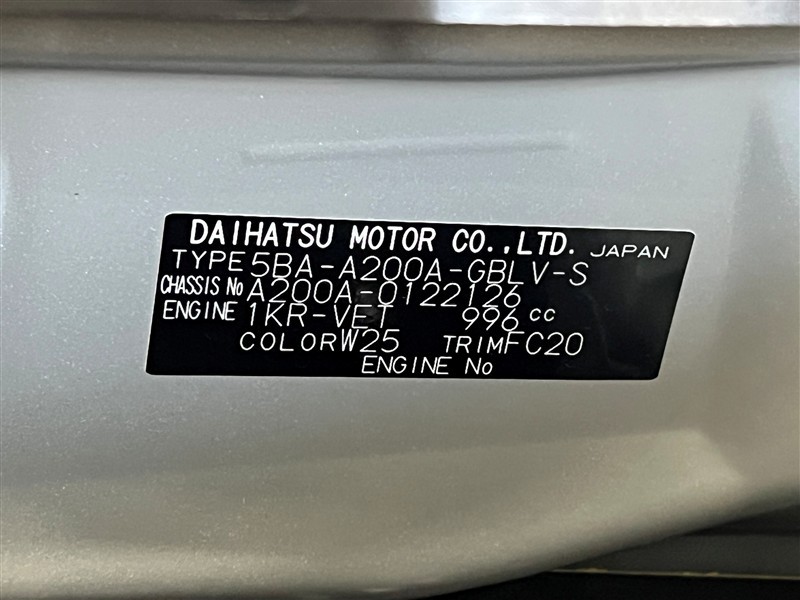 DAIHATSU MOTOR CO.,LTD. JAPAN
TYPE 5BA-A200A-GBLV-S
CHASSIS No A200A-0122126
ENGINE 1KR-VET 996 cc
COLOR W25 TRIM FC20
ENGINE No